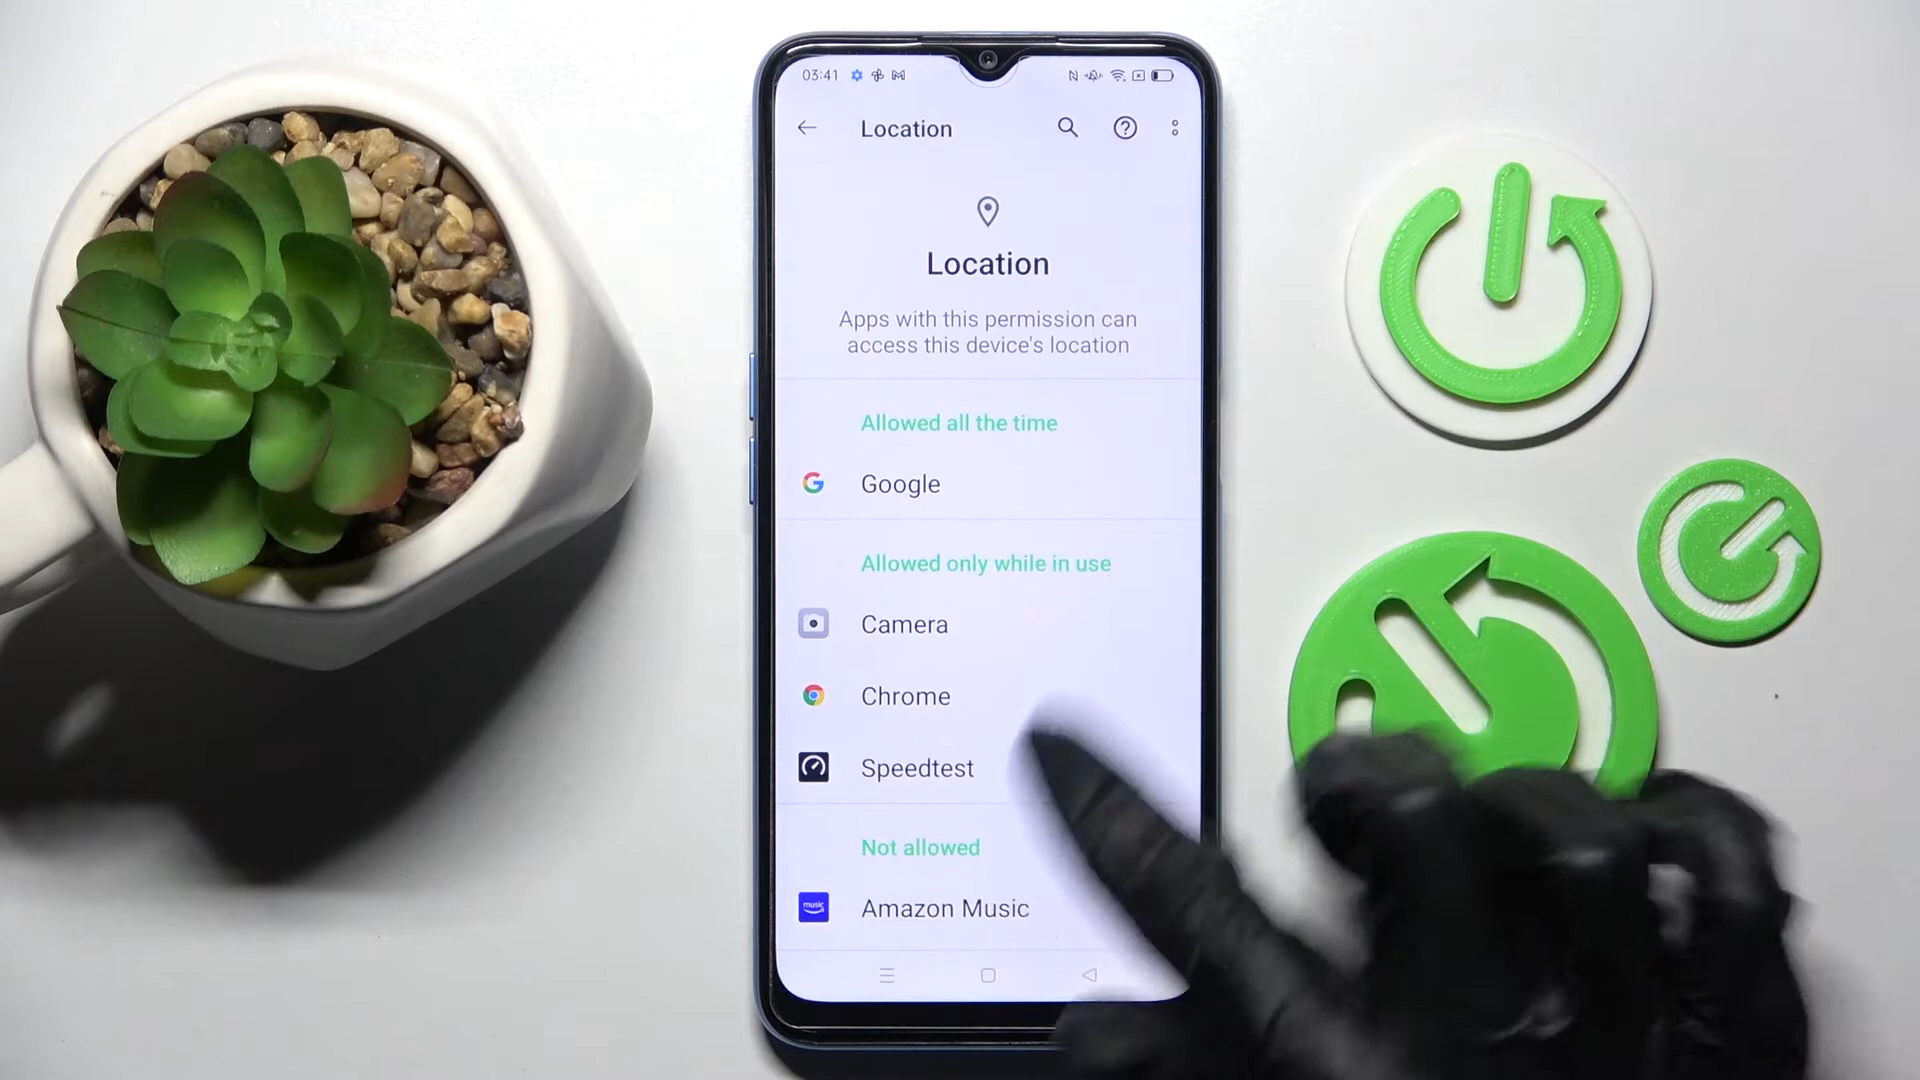 03:41
Location
Location
Apps with this permission can
access this device's location
Allowed all the time
Google
Allowed only while in use
Camera
Chrome
Speedtest
Not allowed
music
Amazon Music